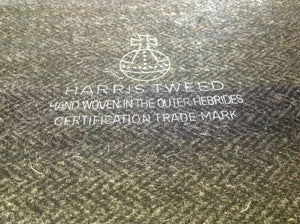 HARRIS TWEED
HAND WOVEN IN THE OUTER HEBRIDES
CERTIFICATION TRADE MARK